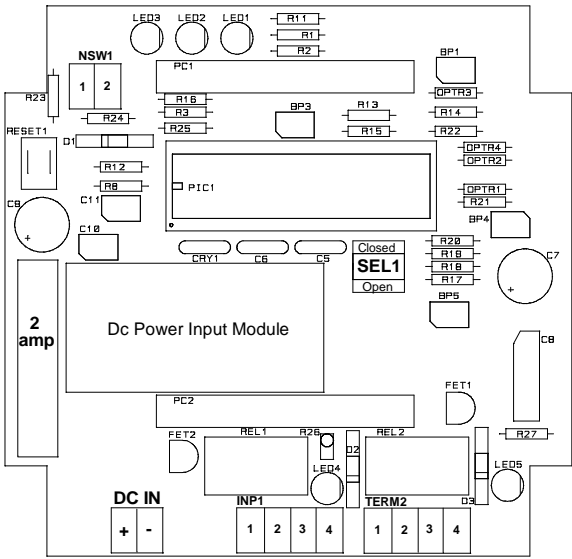 LED3 LED2 LED1
R11
R1
R2
NSW1
1 2
PC1
BP1
R23
R16
R3
R25
R24
D1
BP3
R13
R15
OPTR3
R14
R22
RESET1
R12
R8
C11
PIC1
OPTR4
OPTR2
OPTR1
R21
C9
+
C10
BP4
CRY1 C6 C5
Closed
SEL1
Open
R20
R19
R18
R17
C7
+
BP5
2
amp
Dc Power Input Module
C8
PC2
FET1
FET2
REL1
R26
D2
REL2
R27
LED4
D3
LED5
DC IN
+ -
INP1
1 2 3 4
TERM2
1 2 3 4